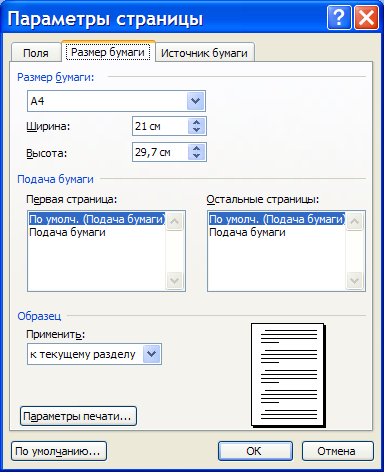 Параметры страницы
Поля Размер бумаги Источник бумаги
Размер бумаги:
A4
Ширина: 21 см
Высота: 29,7 см
Подача бумаги
Первая страница: Остальные страницы:
По умолч. (Подача бумаги) По умолч. (Подача бумаги)
Подача бумаги Подача бумаги
Образец
Применить:
к текущему разделу
Параметры печати...
По умолчанию... ОК Отмена